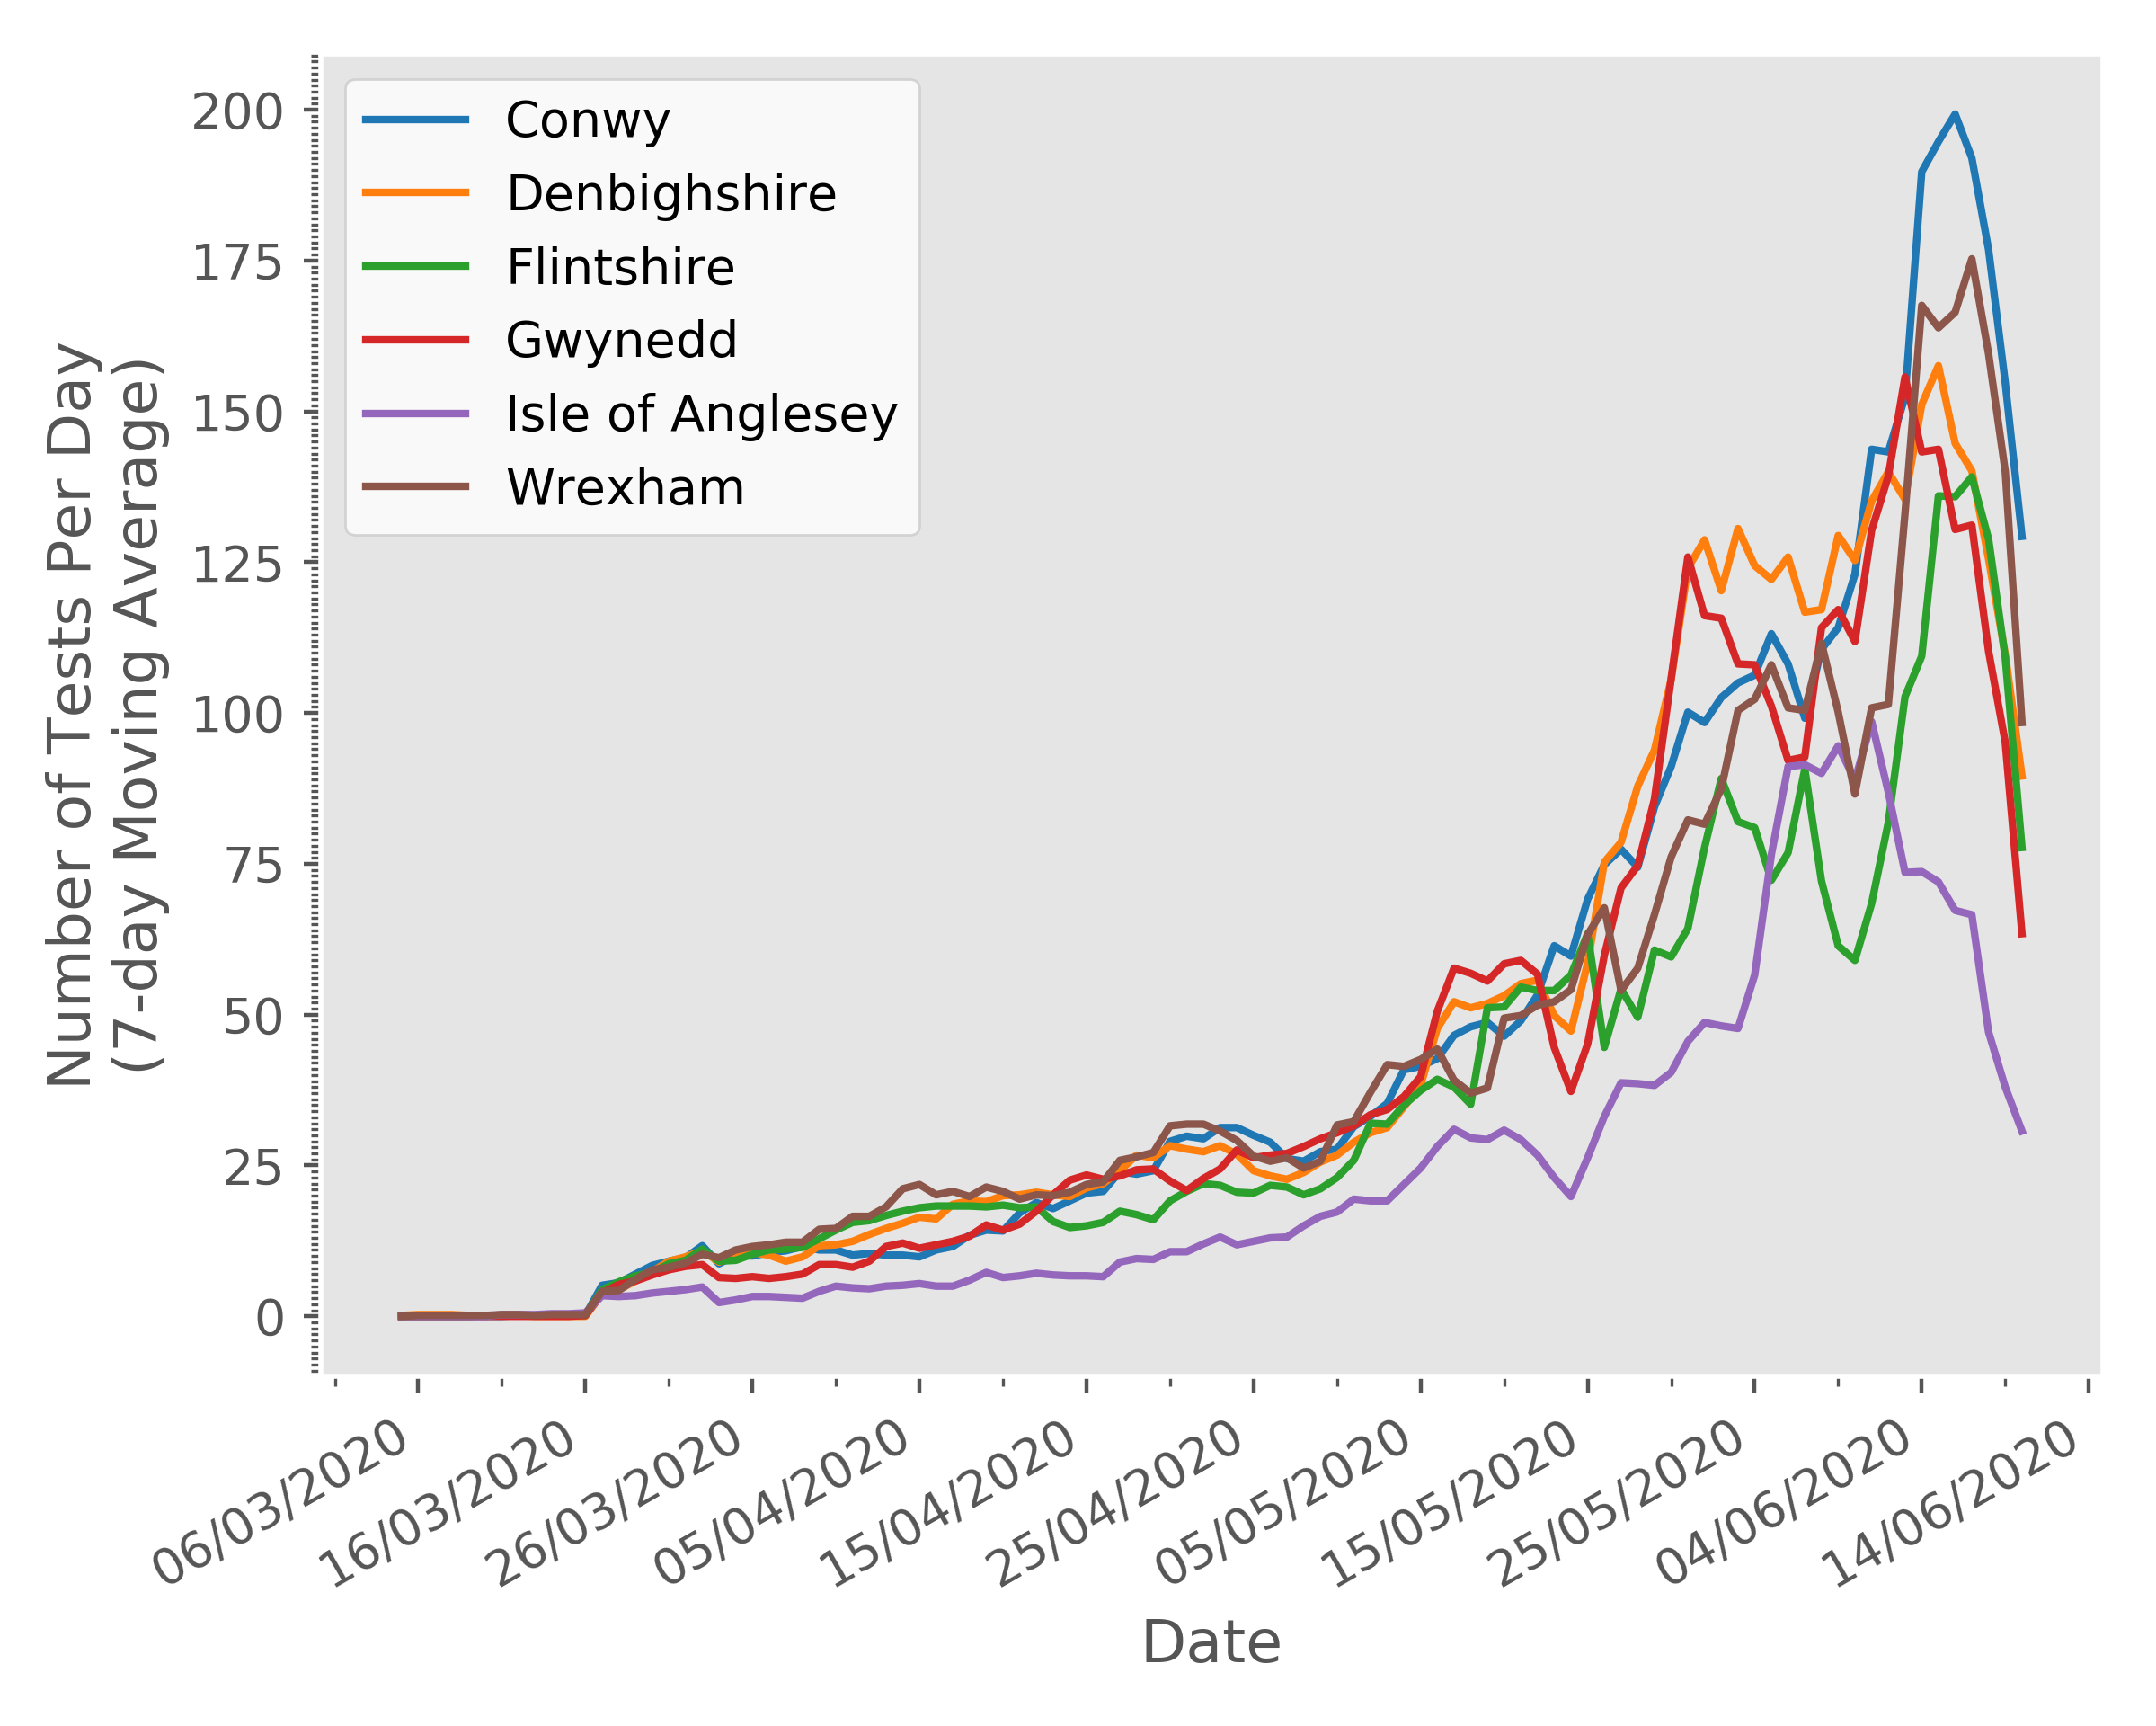 Number of Tests Per Day
(7-day Moving Average)
200
175
150
125
100
75
50
25
0
Conwy
Denbighshire
Flintshire
Gwynedd
Isle of Anglesey
Wrexham
06/03/2020
16/03/2020
26/03/2020
05/04/2020
15/04/2020
25/04/2020
05/05/2020
15/05/2020
25/05/2020
04/06/2020
14/06/2020
Date